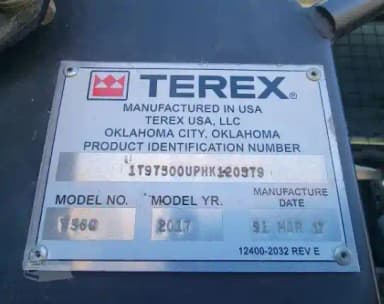 TEREX®
MANUFACTURED IN USA
TEREX USA, LLC
OKLAHOMA CITY, OKLAHOMA
PRODUCT IDENTIFICATION NUMBER
MODEL NO. MODEL YR. MANUFACTURE DATE
2017 MAR
12400-2032 REV E